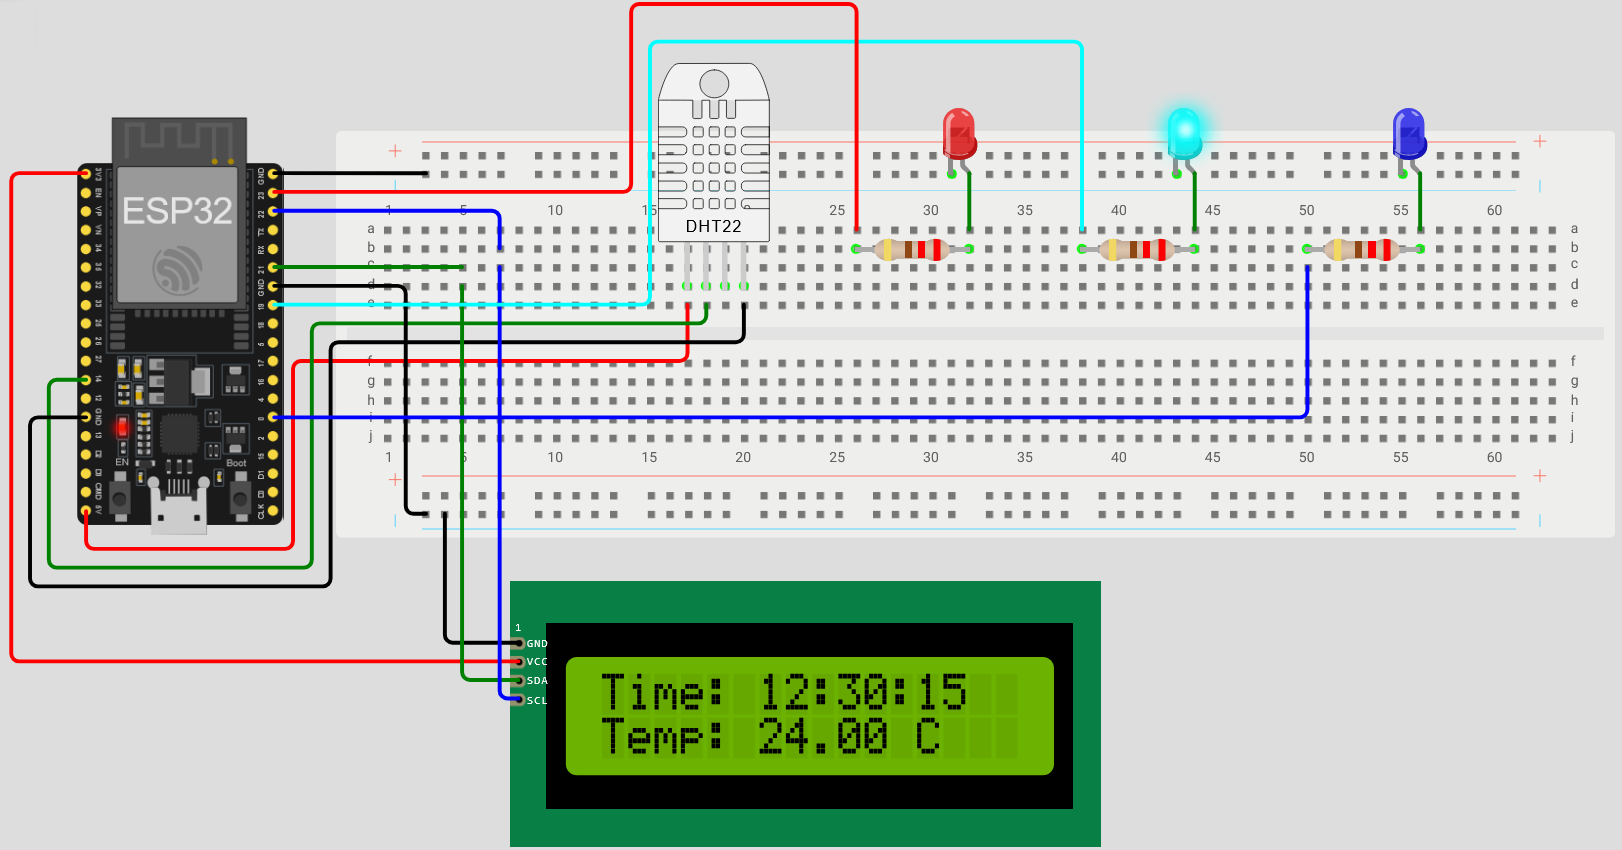 ESP32
3V3
EN
VP
VN
34
35
32
33
25
26
27
14
12
GND
13
CMD
5V
GND
23
22
TX
RX
21
GND
19
18
5
17
16
4
0
2
15
D1
CLK
EN
Boot
DHT22
+
+
1 5 10 15 25 30 35 40 45 50 55 60
a a
b b
c c
d d
e e
f f
g g
h h
i i
j j
1 5 10 15 20 25 30 35 40 45 50 55 60
+
+
1
GND
VCC
SDA
SCL
Time: 12:30:15
Temp: 24.00 C